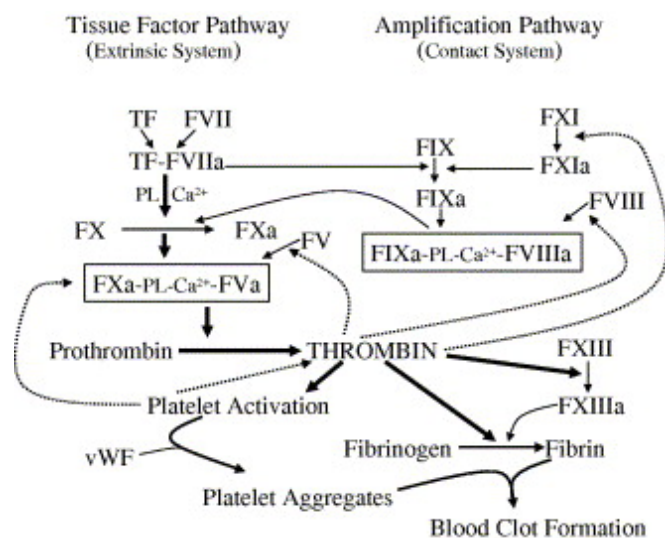 Tissue Factor Pathway
(Extrinsic System)
Amplification Pathway
(Contact System)
TF FVII
FXI
TF-FVIIa
FIX
FXIa
PL Ca²⁺
FIXa
FVIII
FX FXa
FV
FIXa-PL-Ca²⁺-FVIIIa
FXa-PL-Ca²⁺-FVa
Prothrombin THROMBIN FXIII
Platelet Activation FXIIIa
vWF
Fibrinogen Fibrin
Platelet Aggregates
Blood Clot Formation